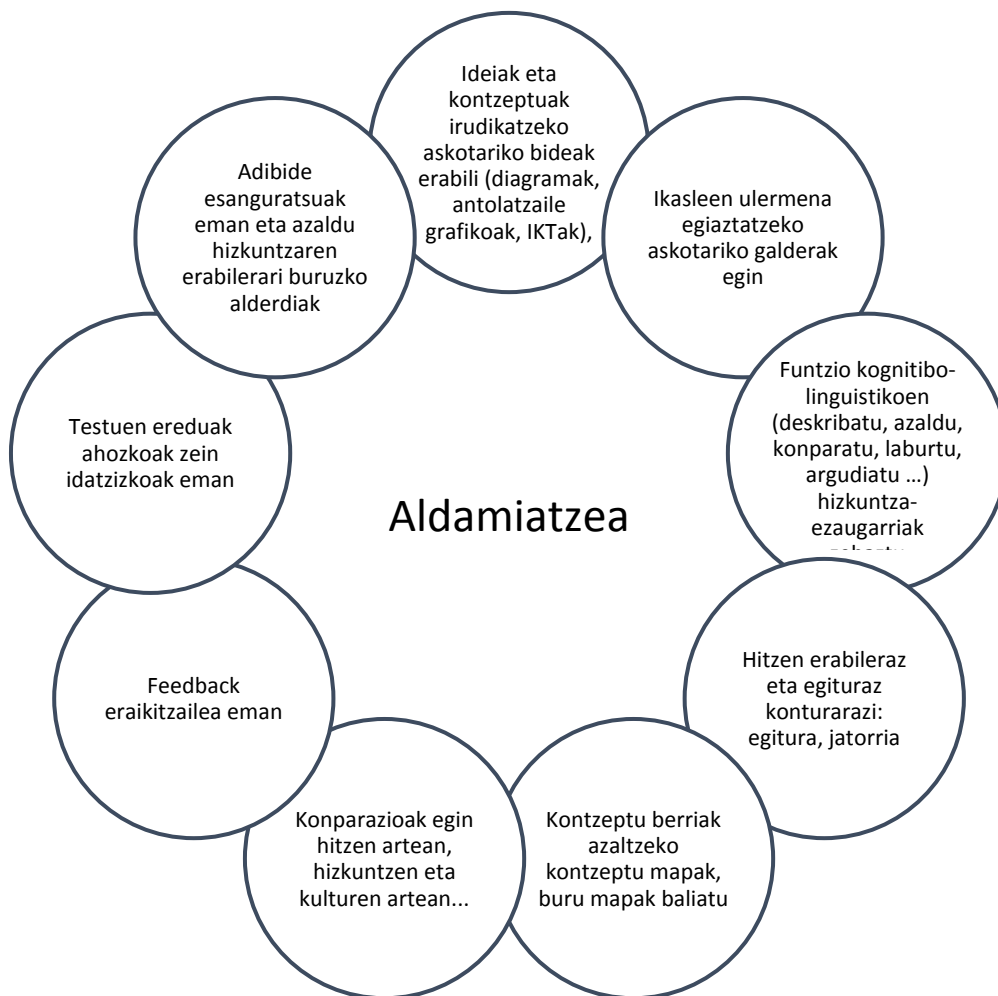 Ideiak eta
kontzeptuak
irudikatzeko
askotariko bideak
erabili (diagramak,
antolatzaile
grafikoak, IKTak),
Ikasleen ulermena
egiaztatzeko
askotariko galderak
egin
Funtzio kognitibo-
linguistikoen
(deskribatu, azaldu,
konparatu, laburtu,
argudiatu ...)
hizkuntza-
ezaugarriak
Hitzen erabileraz
eta egituraz
konturarazi:
egitura, jatorria
Kontzeptu berriak
azaltzeko
kontzeptu mapak,
buru mapak baliatu
Konparazioak egin
hitzen artean,
hizkuntzen eta
kulturen artean...
Feedback
eraikitzailea eman
Testuen ereduak
ahozkoak zein
idatzizkoak eman
Adibide
esanguratsuak
eman eta azaldu
hizkuntzaren
erabilerari buruzko
alderdiak
Aldamiatzea